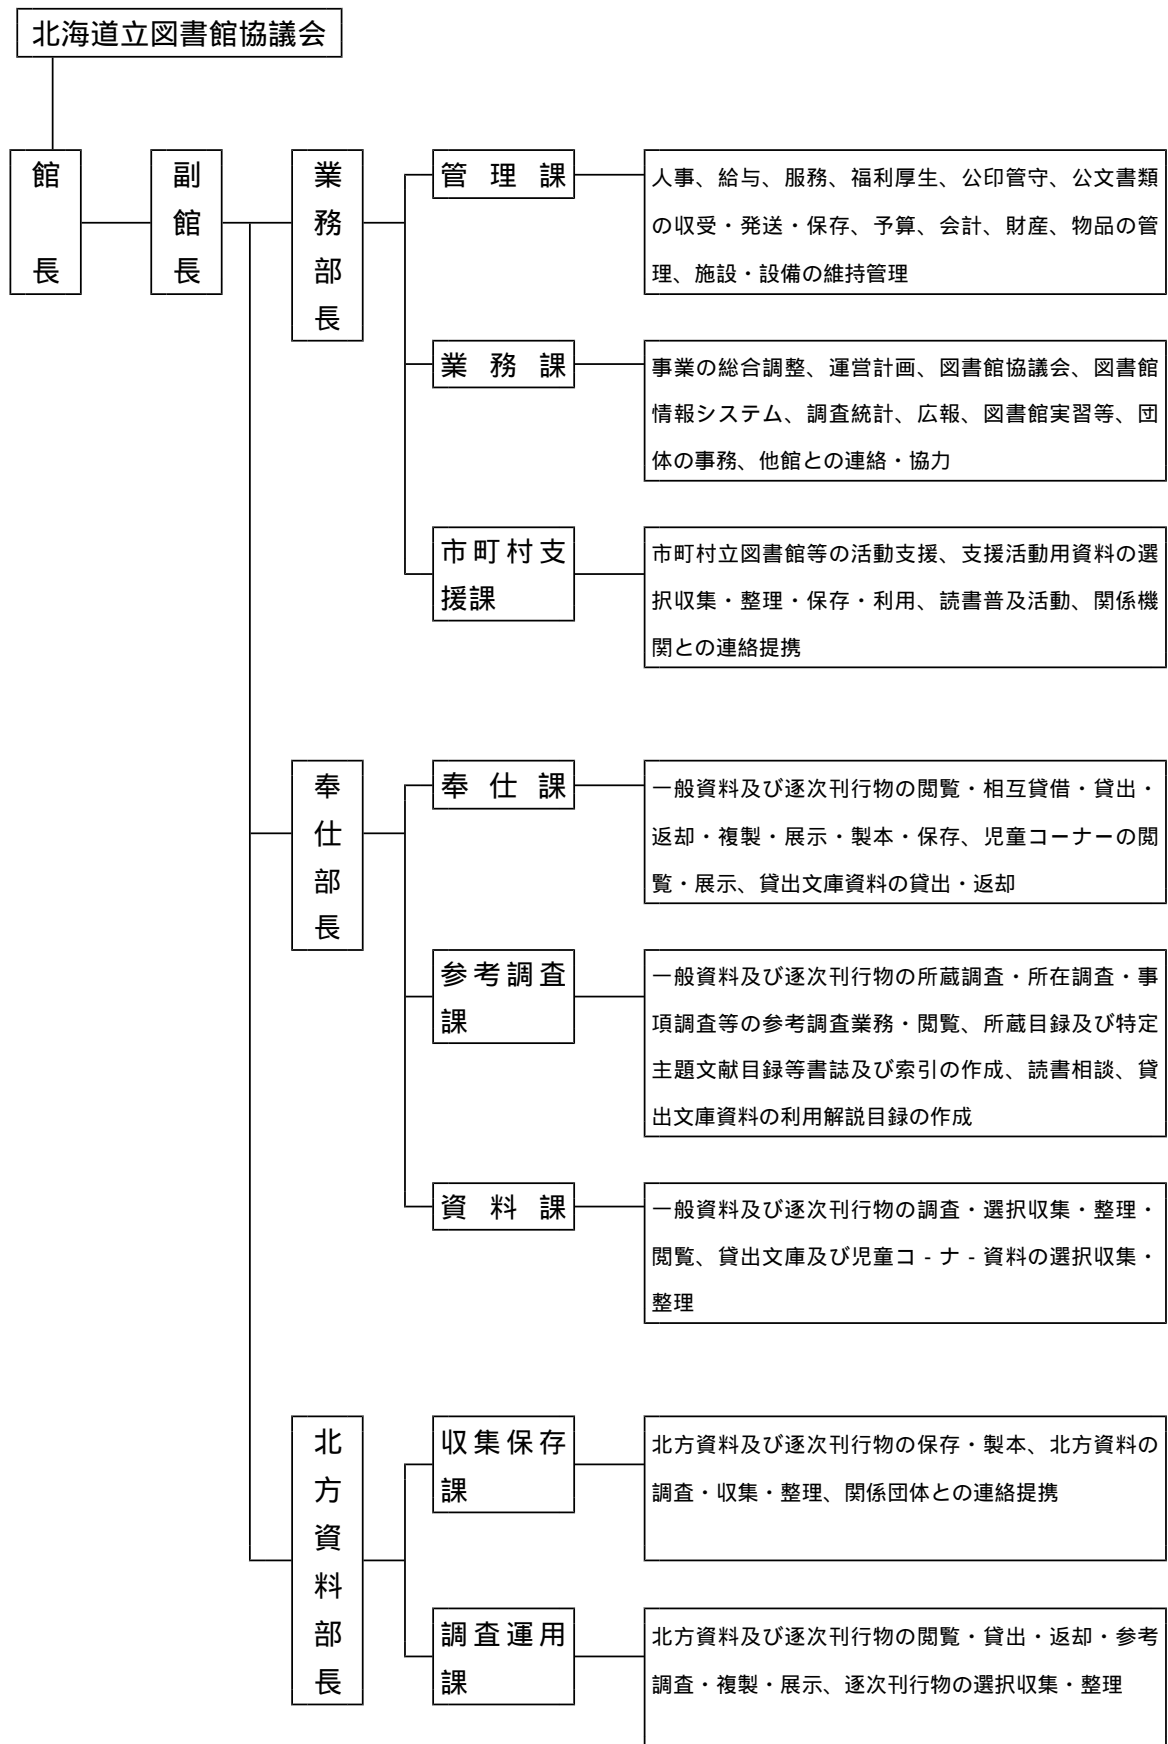 北海道立図書館協議会
館長
副館長
業務部長
管理課
人事、給与、服務、福利厚生、公印管守、公文書類
の収受・発送・保存、予算、会計、財産、物品の管
理、施設・設備の維持管理
業務課
事業の総合調整、運営計画、図書館協議会、図書館
情報システム、調査統計、広報、図書館実習等、団
体の事務、他館との連絡・協力
市町村支
援課
市町村立図書館等の活動支援、支援活動用資料の選
択収集・整理・保存・利用、読書普及活動、関係機
関との連絡提携
奉仕部長
奉仕課
一般資料及び逐次刊行物の閲覧・相互貸借・貸出・
返却・複製・展示・製本・保存、児童コーナーの閲
覧・展示、貸出文庫資料の貸出・返却
参考調査
課
一般資料及び逐次刊行物の所蔵調査・所在調査・事
項調査等の参考調査業務・閲覧、所蔵目録及び特定
主題文献目録等書誌及び索引の作成、読書相談、貸
出文庫資料の利用解説目録の作成
資料課
一般資料及び逐次刊行物の調査・選択収集・整理・
閲覧、貸出文庫及び児童コ-ナ-資料の選択収集・
整理
北方資料部長
収集保存
課
北方資料及び逐次刊行物の保存・製本、北方資料の
調査・収集・整理、関係団体との連絡提携
調査運用
課
北方資料及び逐次刊行物の閲覧・貸出・返却・参考
調査・複製・展示、逐次刊行物の選択収集・整理